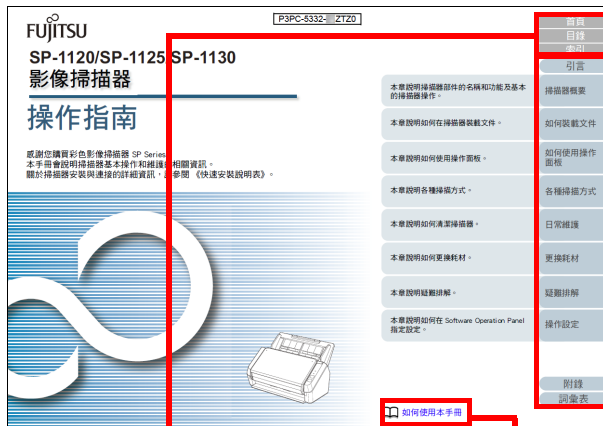 FUJITSU
P3PC-5332- ZTZ0
SP-1120/SP-1125/SP-1130
影像掃描器
操作指南
感謝您購買彩色影像掃描器 SP Series
本手冊會說明掃描器基本操作和維護 相關資訊。
關於掃描器安裝與連接的詳細資訊， 參閱 《快速安裝說明表》。
首頁
目錄
索引
引言
本章說明掃描器部件的名稱和功能及基本
的掃描器操作。
掃描器概要
本章說明如何在掃描器裝載文件。
如何裝載文件
本章說明如何使用操作面板。
如何使用操作
面板
本章說明各種掃描方式。
各種掃描方式
本章說明如何清潔掃描器。
日常維護
本章說明如何更換耗材。
更換耗材
本章說明疑難排解。
疑難排解
本章說明如何在 Software Operation Panel
指定設定。
操作設定
附錄
詞彙表
如何使用本手冊